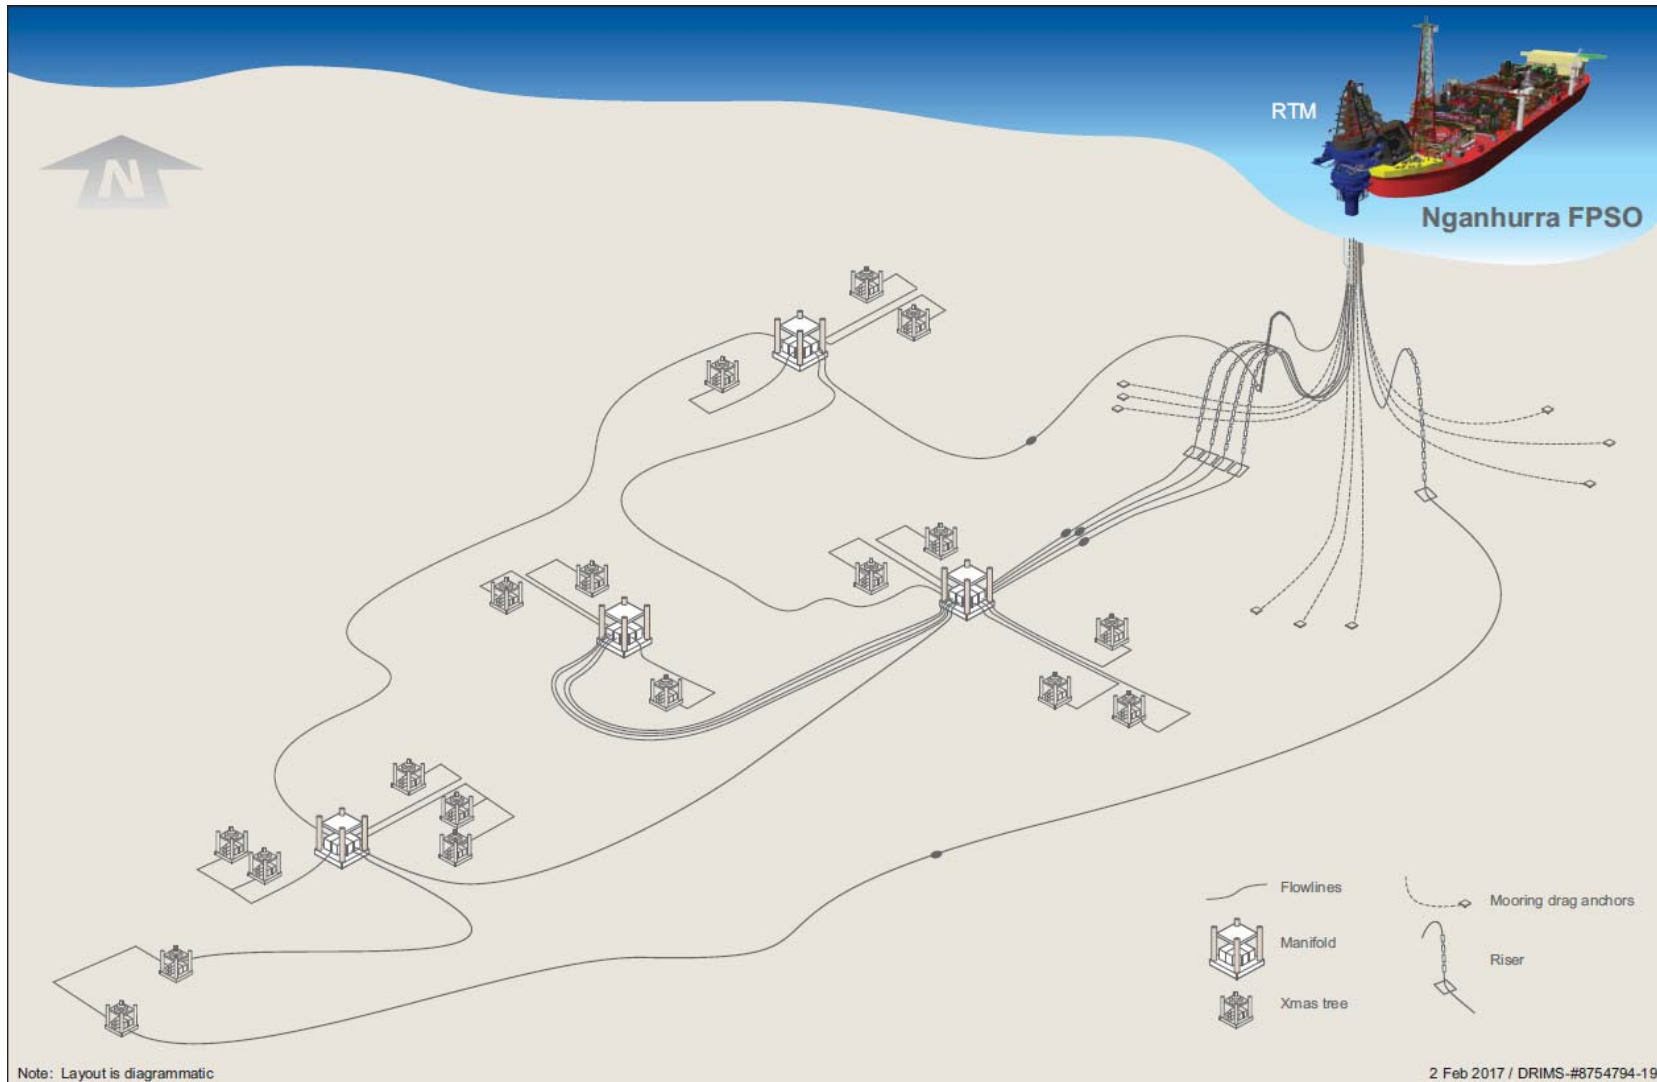 RTM
Nganhurra FPSO
N
Flowlines
Mooring drag anchors
Manifold
Riser
Xmas tree
Note: Layout is diagrammatic
2 Feb 2017 / DRIMS-#8754794-19